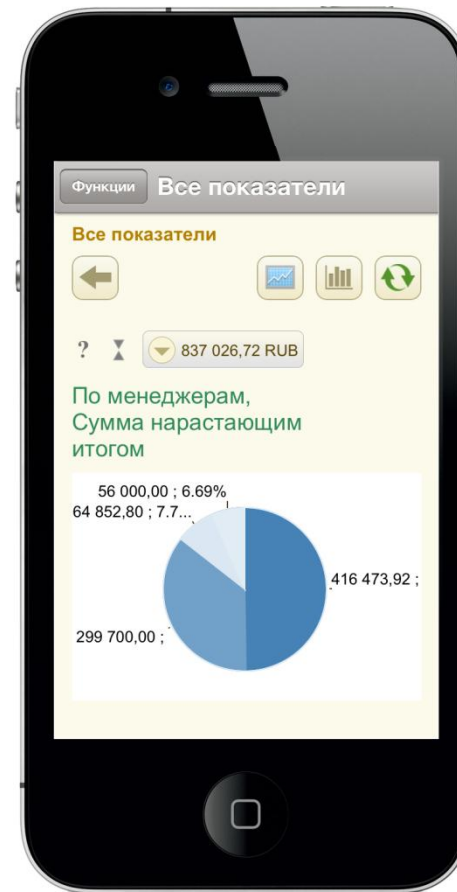 Функции
Все показатели
Все показатели
?
837 026,72 RUB
По менеджерам,
Сумма нарастающим
итогом
56 000,00 ; 6.69%
64 852,80 ; 7.7...
416 473,92 ;
299 700,00 ;